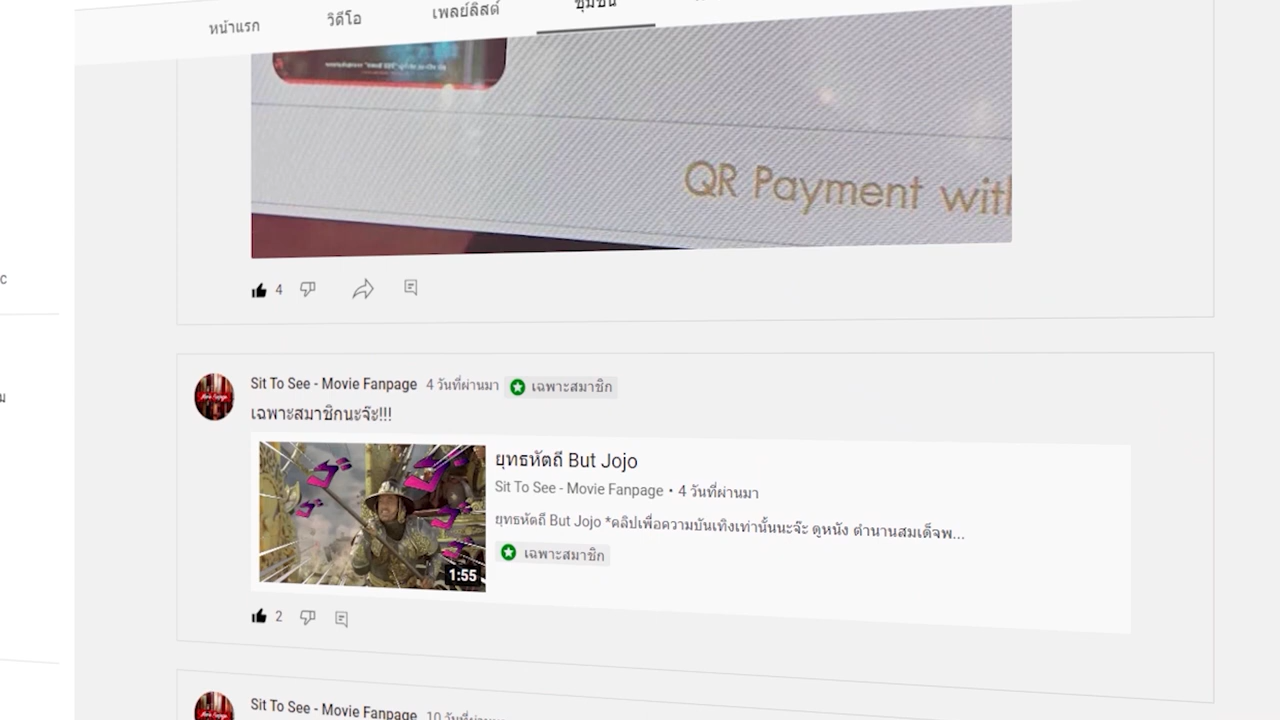 หน้าแรก
วิดีโอ
เพลย์ลิสต์
ชุมชน
QR Payment with
4
Sit To See - Movie Fanpage 4 วันที่ผ่านมา เฉพาะสมาชิก
เฉพาะสมาชิกนะจ๊ะ!!!
ยุทธหัตถี But Jojo
Sit To See - Movie Fanpage • 4 วันที่ผ่านมา
ยุทธหัตถี But Jojo *คลิปเพื่อความบันเทิงเท่านั้นนะจ๊ะ ดูหนัง ตำนานสมเด็จพ...
เฉพาะสมาชิก
1:55
2
Sit To See - Movie Fanpage 10 วันที่ผ่านมา